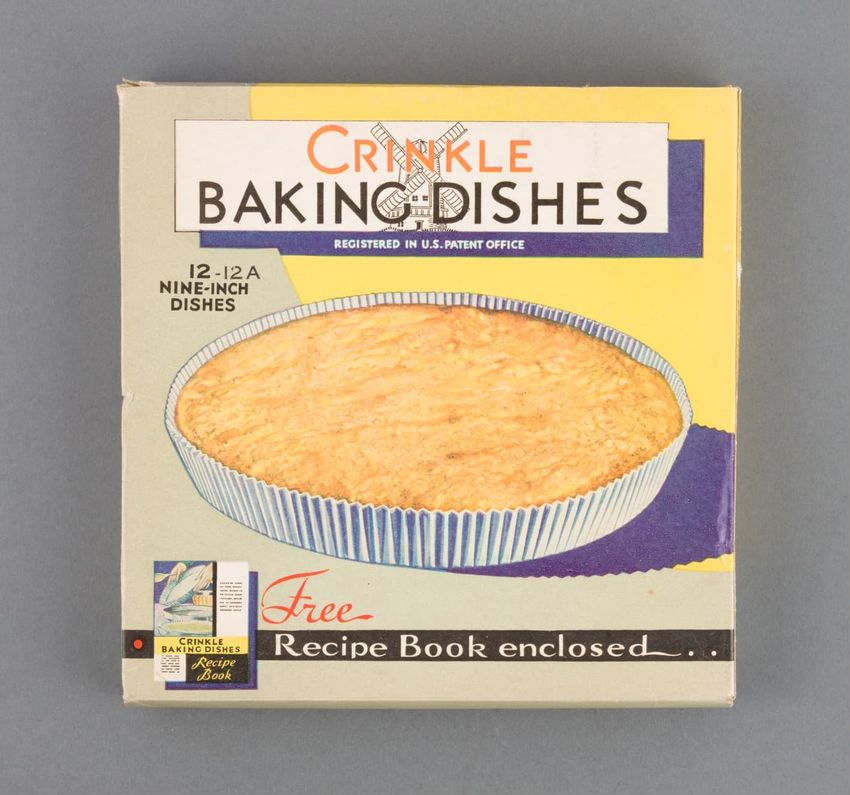 CRINKLE
BAKING DISHES
REGISTERED IN U.S. PATENT OFFICE
12-12A
NINE-INCH
DISHES
Free
Recipe Book enclosed...
CRINKLE
BAKING DISHES
Recipe
Book